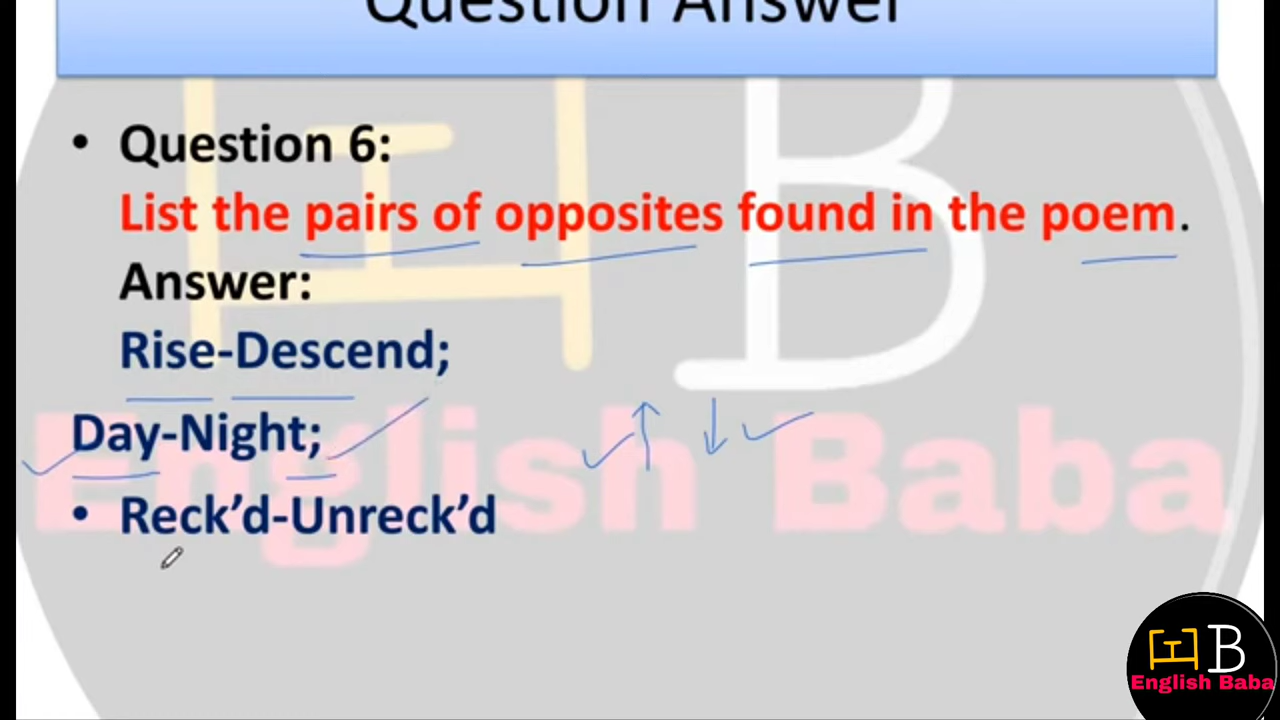 Question Answer
• Question 6:
List the pairs of opposites found in the poem.
Answer:
Rise-Descend;
Day-Night;
• Reck’d-Unreck’d
English Baba
EB
English Baba